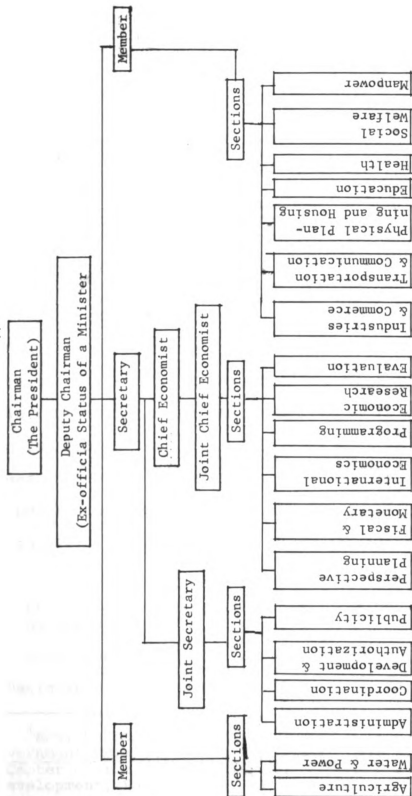 Chairman
(The President)
Deputy Chairman
(Ex-officia Status of a Minister
Member
Secretary
Member
Joint Secretary
Chief Economist
Joint Chief Economist
Sections
Sections
Sections
Sections
Agriculture
Water & Power
Administration
Coordination
Development &
Authorization
Publicity
Perspective
Planning
Fiscal &
Monetary
International
Economics
Programming
Economic
Research
Evaluation
Industries
& Commerce
Transportation
& Communication
Physical Plan-
ning and Housing
Education
Health
Social
Welfare
Manpower